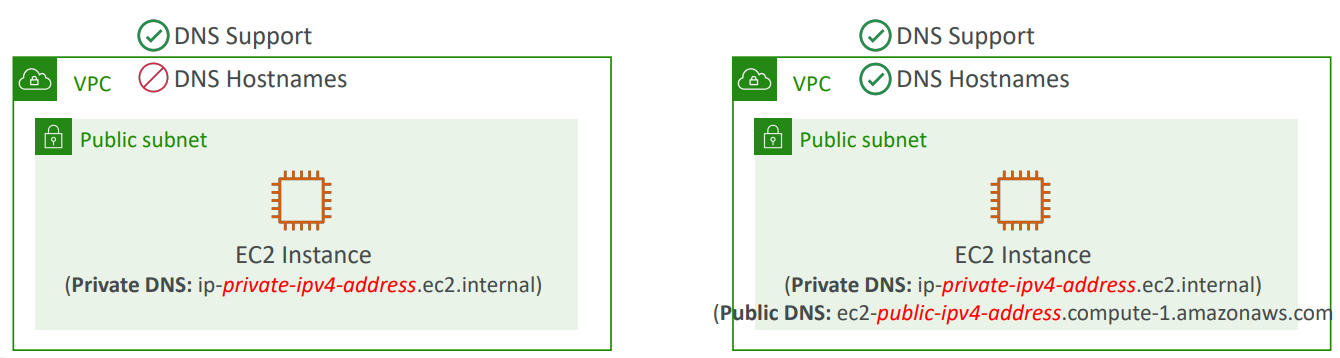 DNS Support
DNS Hostnames
VPC
Public subnet
EC2 Instance
(Private DNS: ip-private-ipv4-address.ec2.internal)
DNS Support
DNS Hostnames
VPC
Public subnet
EC2 Instance
(Private DNS: ip-private-ipv4-address.ec2.internal)
(Public DNS: ec2-public-ipv4-address.compute-1.amazonaws.com